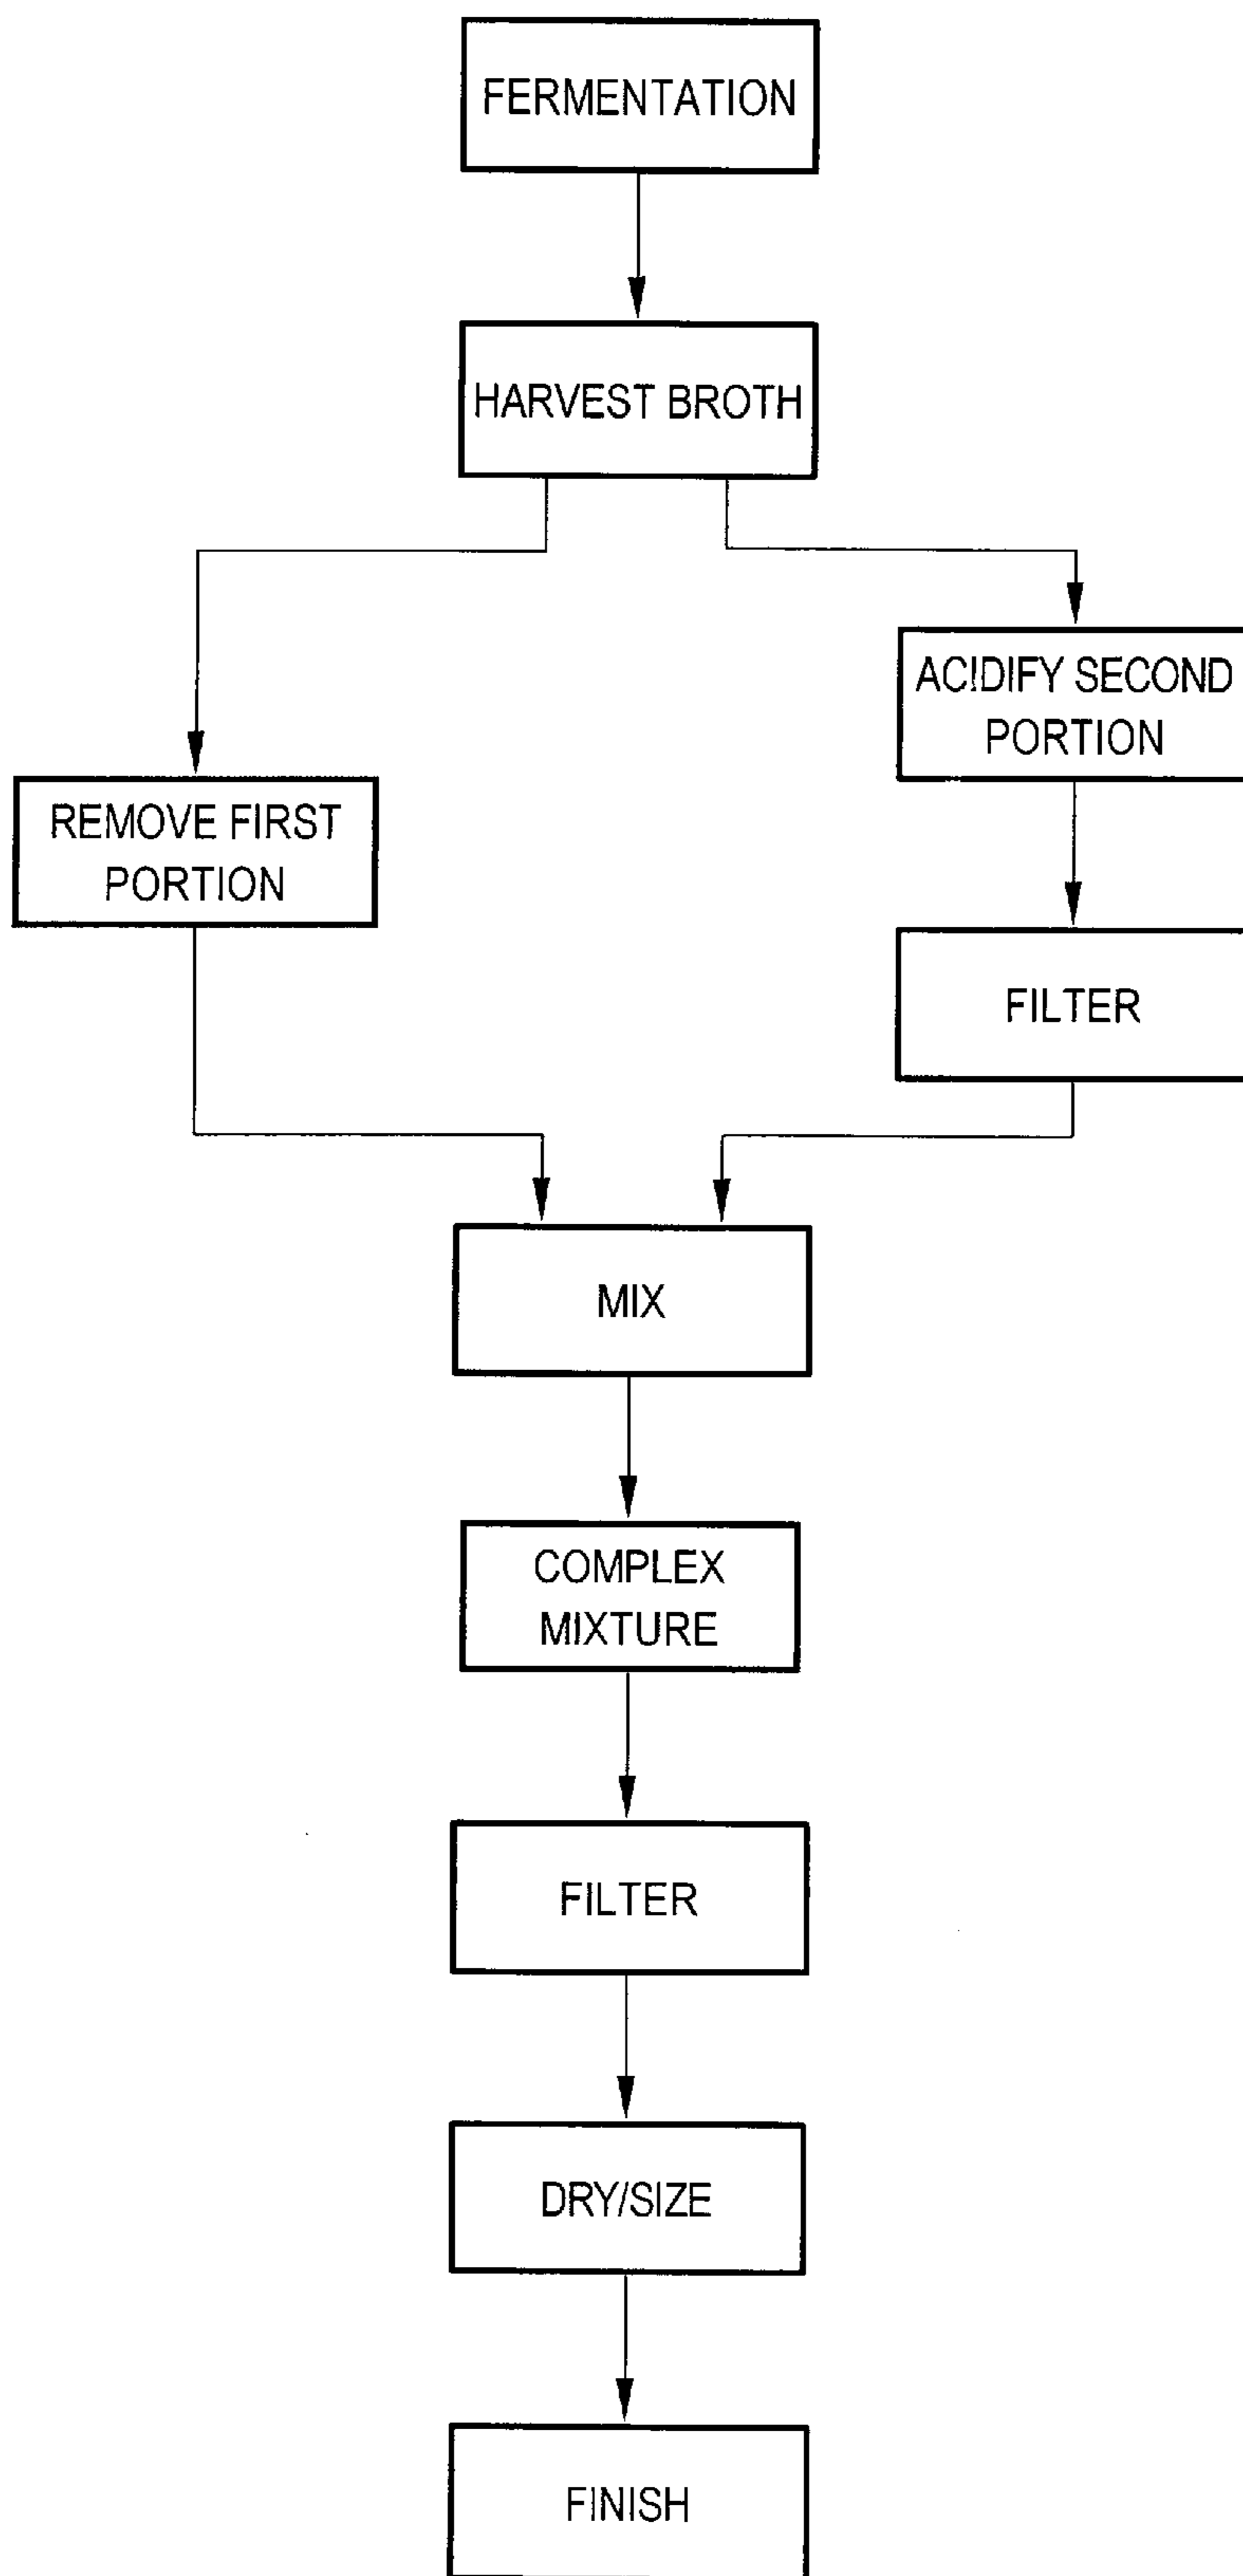 FERMENTATION
HARVEST BROTH
ACIDIFY SECOND
PORTION
REMOVE FIRST
PORTION
FILTER
MIX
COMPLEX
MIXTURE
FILTER
DRY/SIZE
FINISH